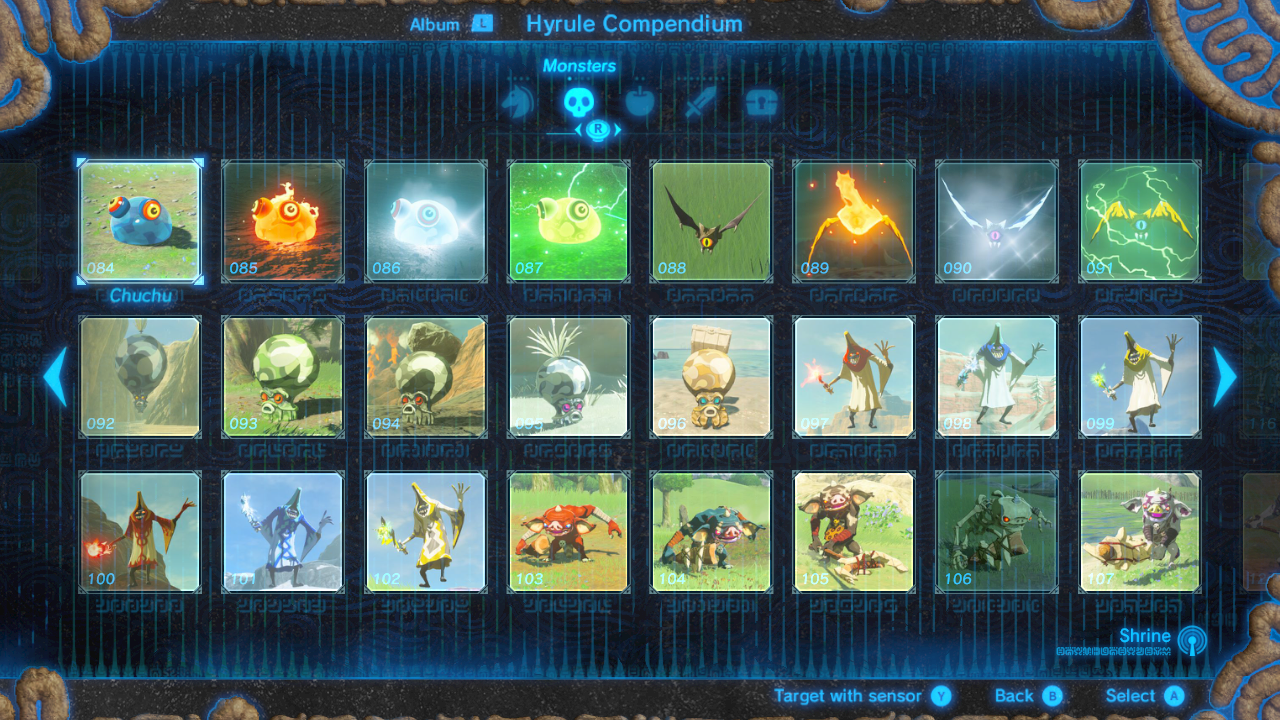 Album L Hyrule Compendium
Monsters
R
084 085 086 087 088 089 090 091
Chuchu
092 093 094 095 096 097 098 099
100 101 102 103 104 105 106 107
Shrine
Target with sensor Y Back B Select A